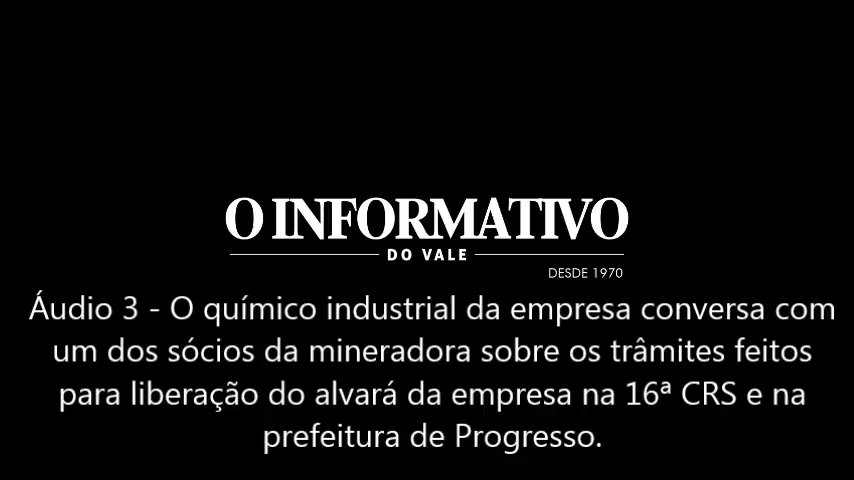 O INFORMATIVO
DO VALE
DESDE 1970
Áudio 3 - O químico industrial da empresa conversa com
um dos sócios da mineradora sobre os trâmites feitos
para liberação do alvará da empresa na 16ª CRS e na
prefeitura de Progresso.